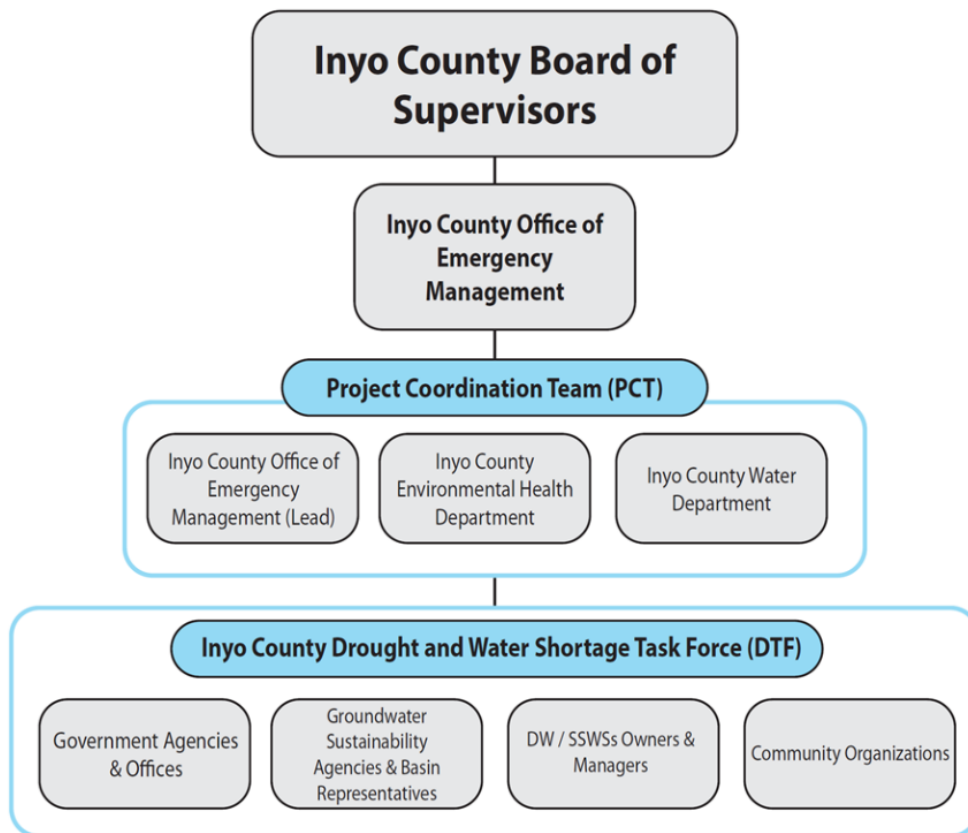 Inyo County Board of
Supervisors
Inyo County Office of
Emergency
Management
Project Coordination Team (PCT)
Inyo County Office of
Emergency
Management (Lead)
Inyo County
Environmental Health
Department
Inyo County Water
Department
Inyo County Drought and Water Shortage Task Force (DTF)
Government Agencies
& Offices
Groundwater
Sustainability
Agencies & Basin
Representatives
DW / SSWSs Owners &
Managers
Community Organizations